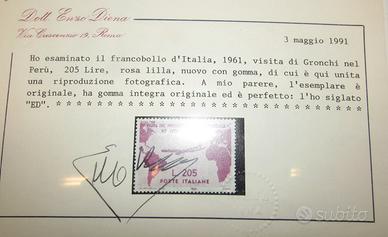 Dott. Enzo Diena
Via Crescenzio 19, Roma
3 maggio 1991
Ho esaminato il francobollo d'Italia, 1961, visita di Gronchi nel
Perù, 205 Lire, rosa lilla, nuovo con gomma, di cui è qui unita
una riproduzione fotografica. A mio parere, l'esemplare è
originale, ha gomma integra originale ed è perfetto: l'ho siglato
"ED". * * * * * * * * * * * * * * * * * * * * * * * * * * *
L. 205
POSTE ITALIANE
subito